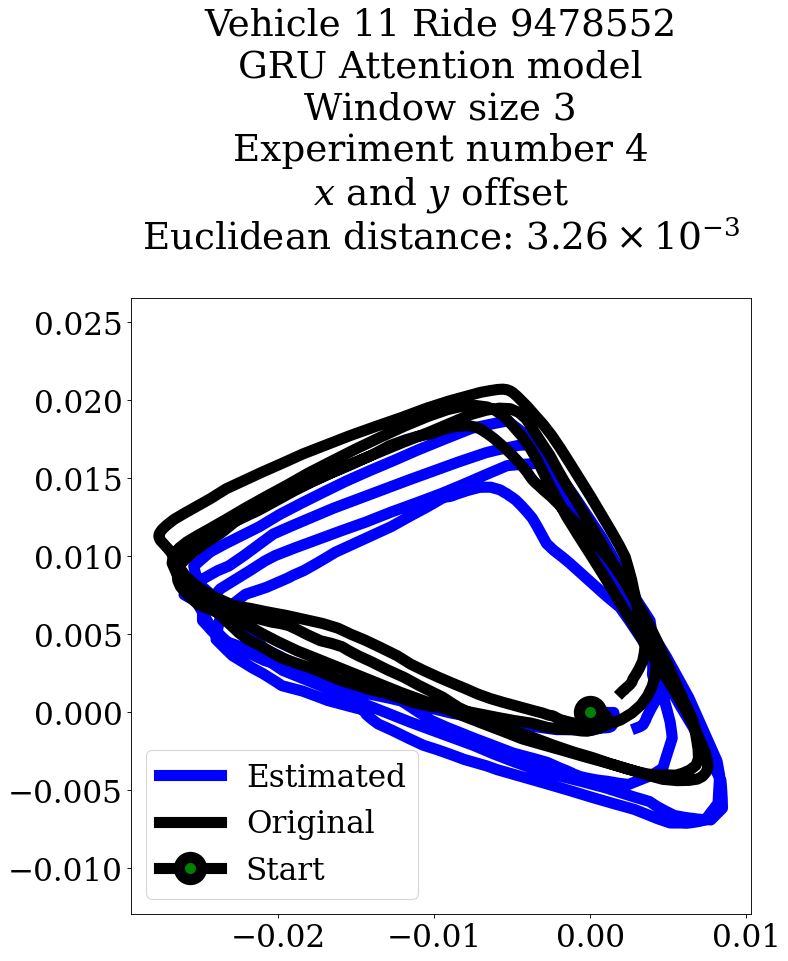 Vehicle 11 Ride 9478552
GRU Attention model
Window size 3
Experiment number 4
x and y offset
Euclidean distance: 3.26 × 10⁻³
0.025
0.020
0.015
0.010
0.005
0.000
−0.005
−0.010
Estimated
Original
Start
−0.02
−0.01
0.00
0.01